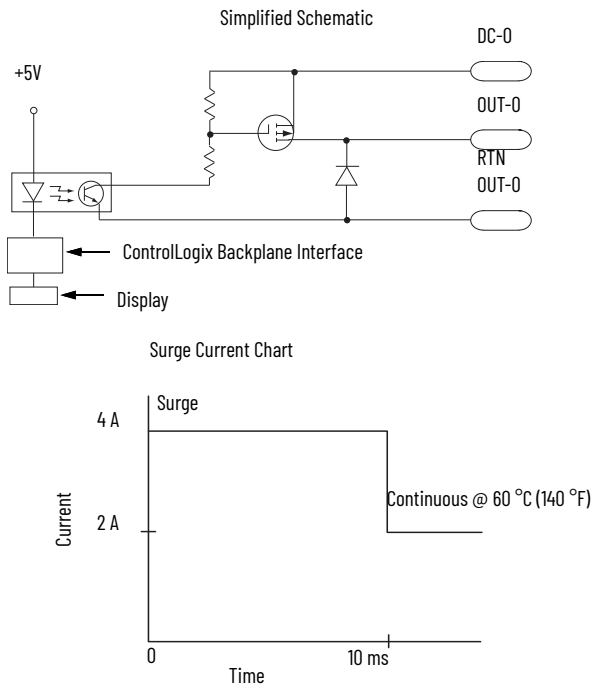 Simplified Schematic
DC-0
+5V
OUT-0
RTN
OUT-0
ControlLogix Backplane Interface
Display
Surge Current Chart
Surge
4 A
Continuous @ 60 °C (140 °F)
Current
2 A
0
10 ms
Time